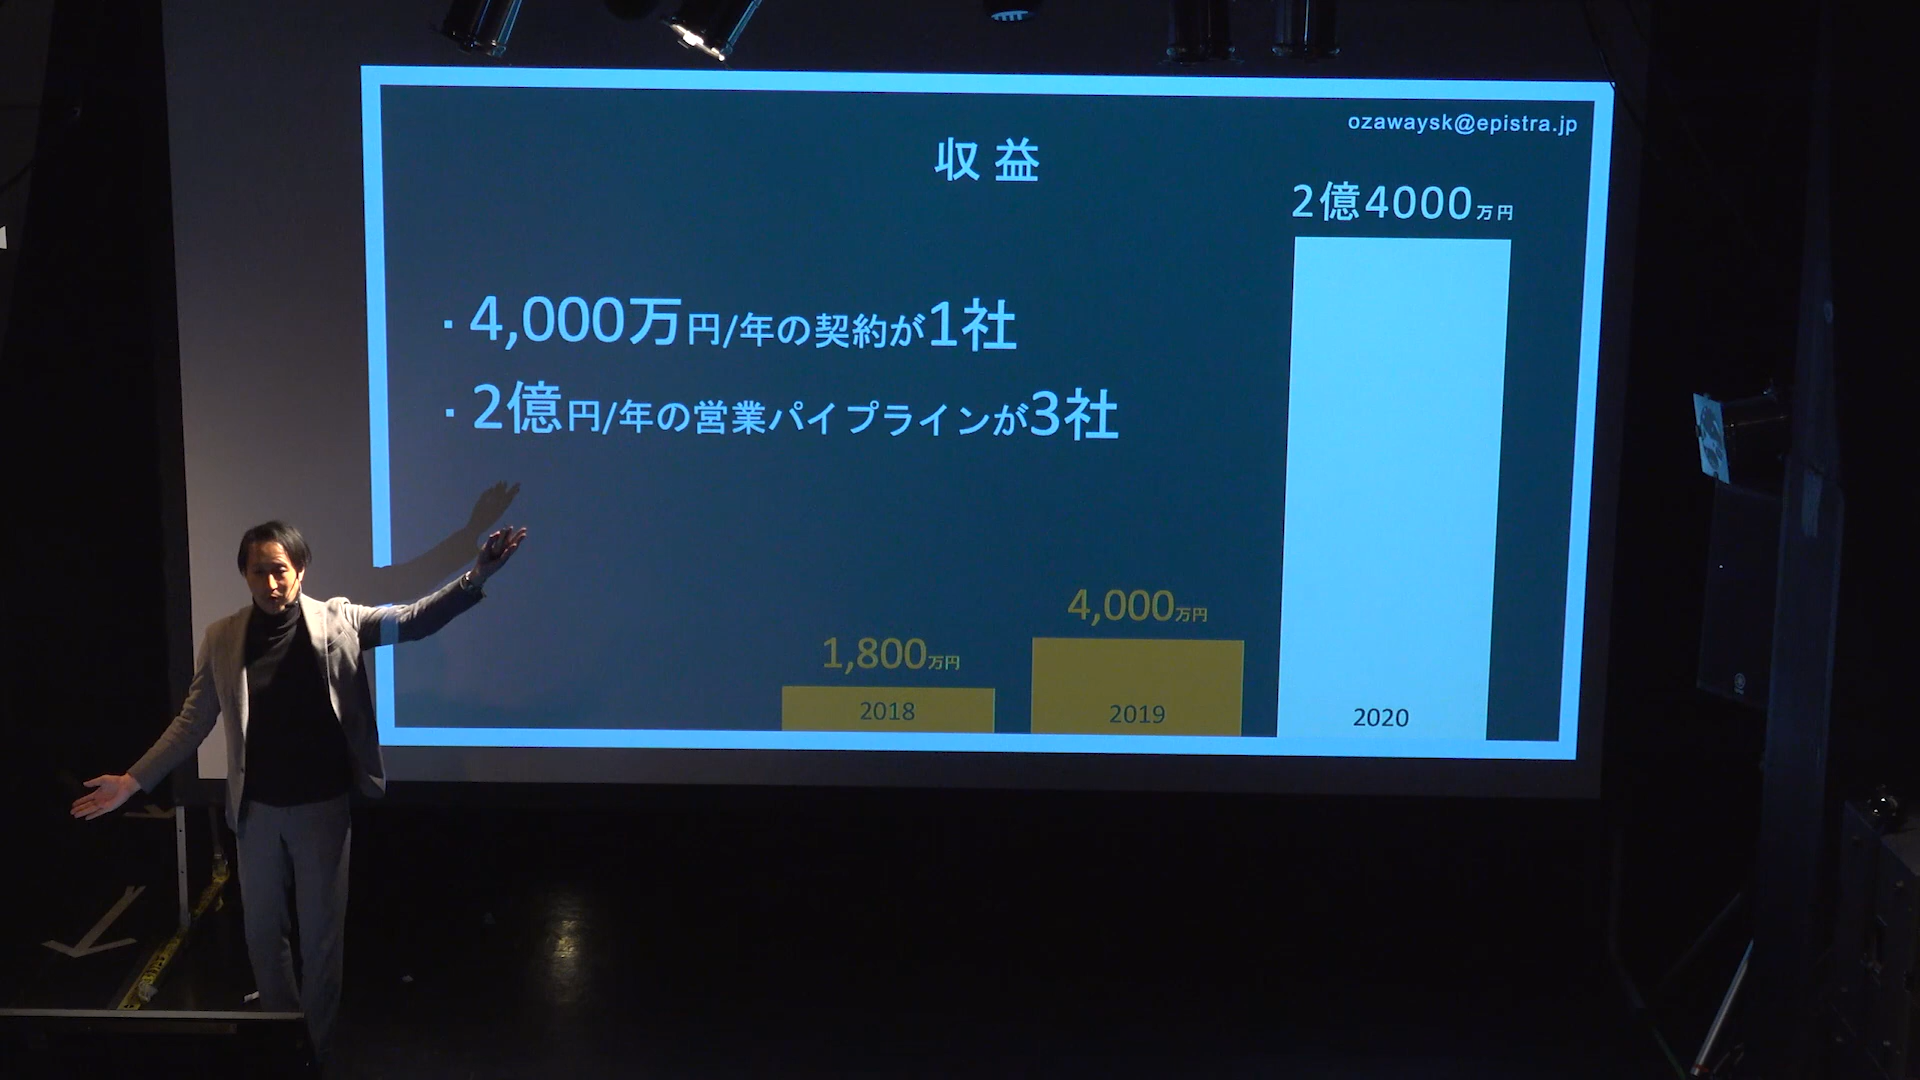 ozawaysk@epistra.jp
収益
2億4000万円
・4,000万円/年の契約が1社
・2億円/年の営業パイプラインが3社
4,000万円
1,800万円
2018
2019
2020